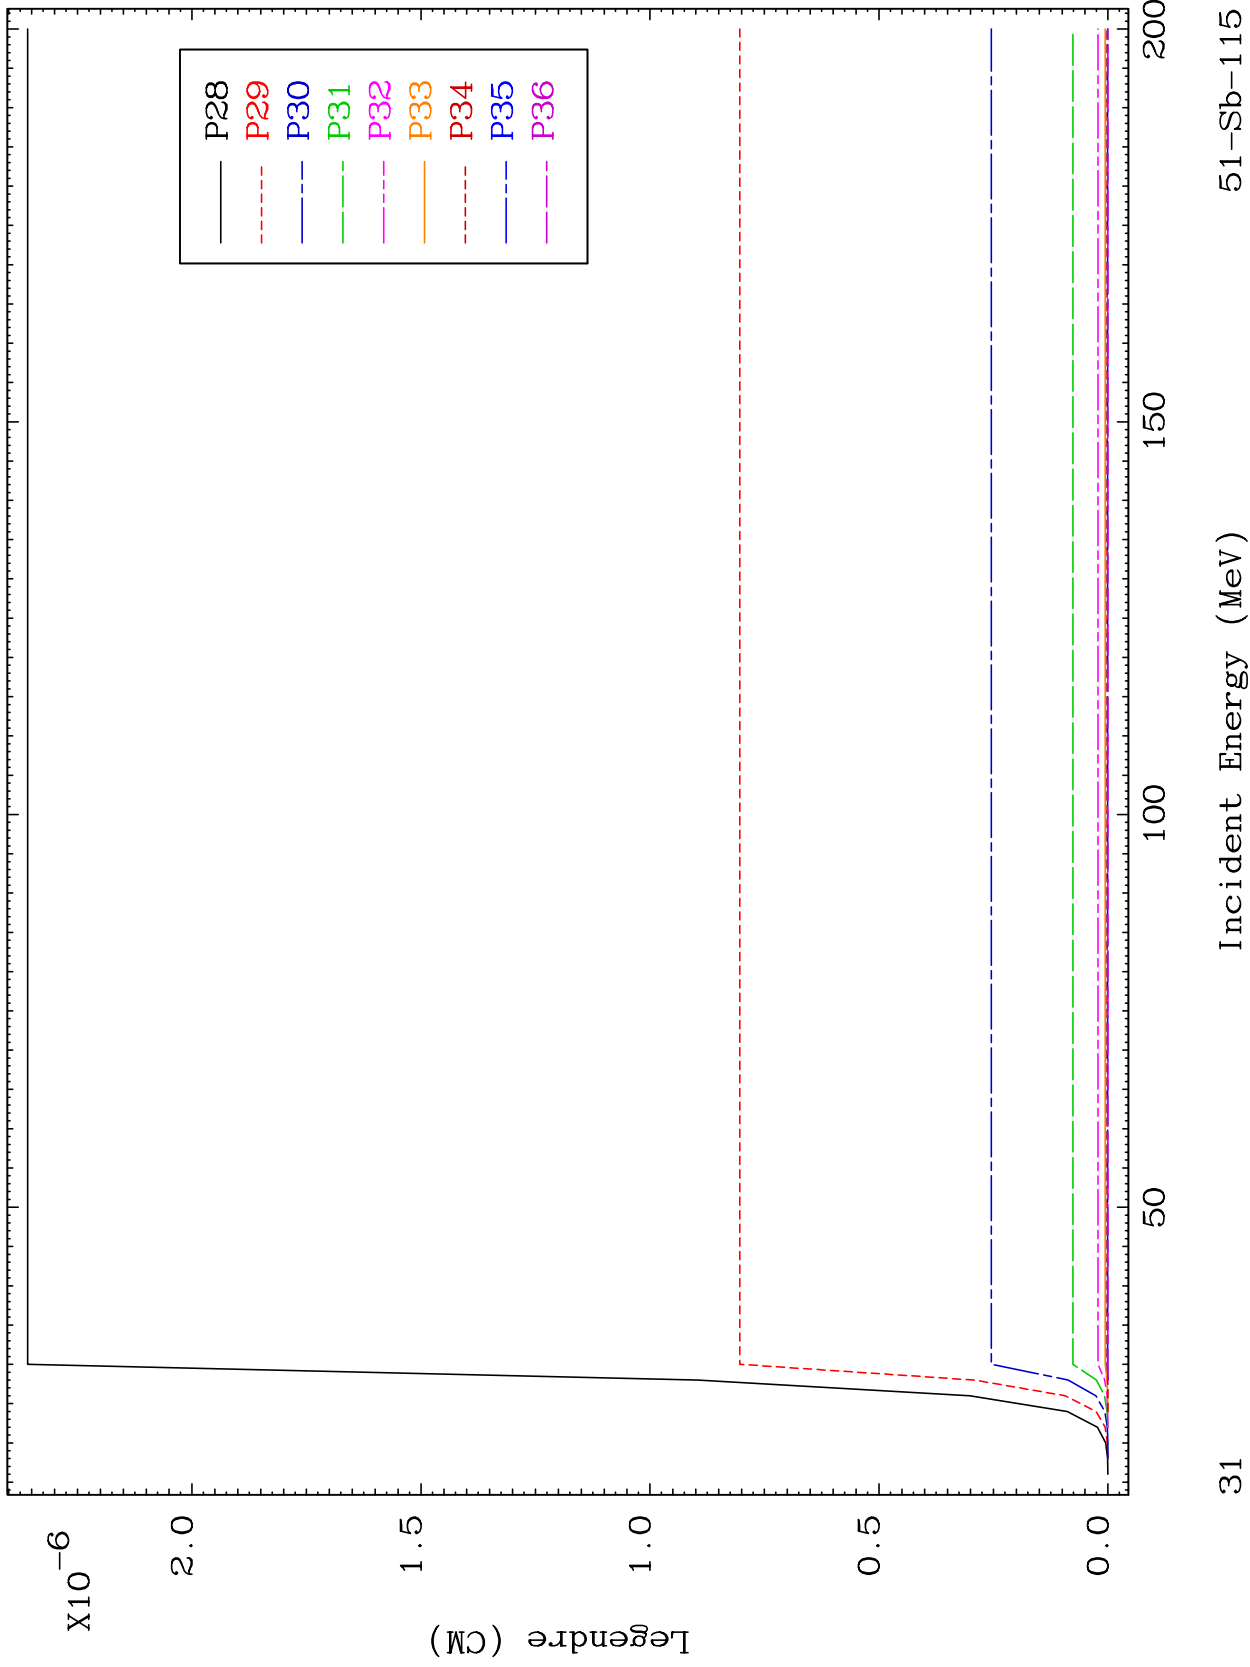 X10-6
2.0
1.5
1.0
0.5
0.0
Legendre (CM)
P28
P29
P30
P31
P32
P33
P34
P35
P36
50
100
150
200
Incident Energy (MeV)
31
51-Sb-115